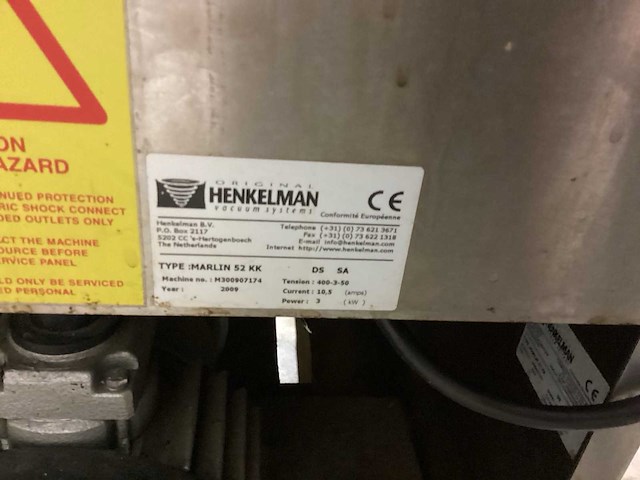 ON
AZARD
NUED PROTECTION
RIC SHOCK CONNECT
DED OUTLETS ONLY
CT THE MACHINE
OURCE BEFORE
VICE PANEL
LD ONLY BE SERVICED
ED PERSONAL
ORIGINAL
HENKELMAN
vacuum systems
CE
Conformité Européenne
Henkelman B.V.
P.O. Box 2117
5202 CC 's-Hertogenbosch
The Netherlands
Telephone (+31) (0) 73 621 3671
Fax (+31) (0) 73 622 1318
E-mail info@henkelman.com
Internet http://www.henkelman.com
TYPE :MARLIN 52 KK DS SA
Machine no. : M300907174 Tension : 400-3-50
Year : 2009 Current : 10,5 (amps)
Power : 3 (kW)
HENKELMAN
CE